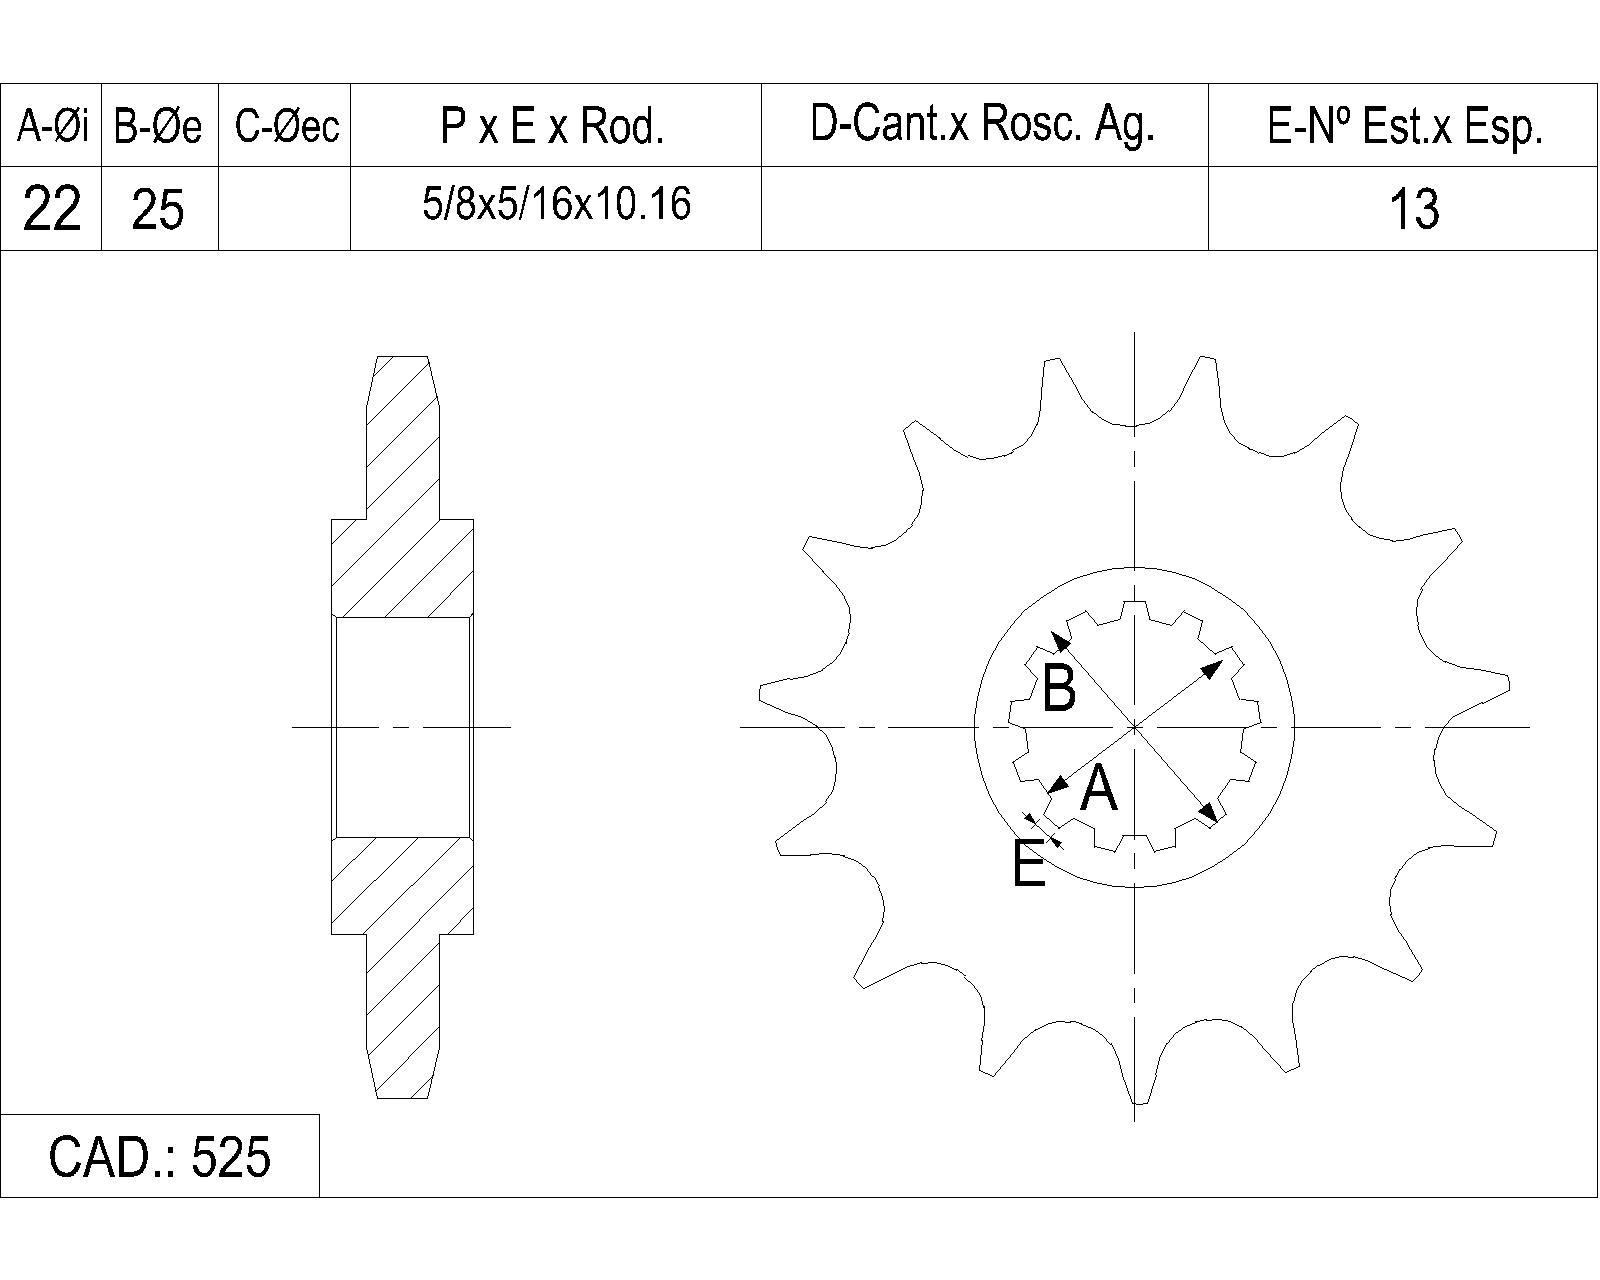 A-Øi B-Øe C-Øec P x E x Rod. D-Cant.x Rosc. Ag. E-Nº Est.x Esp.
22 25 5/8x5/16x10.16 13
B
A
E
CAD.: 525